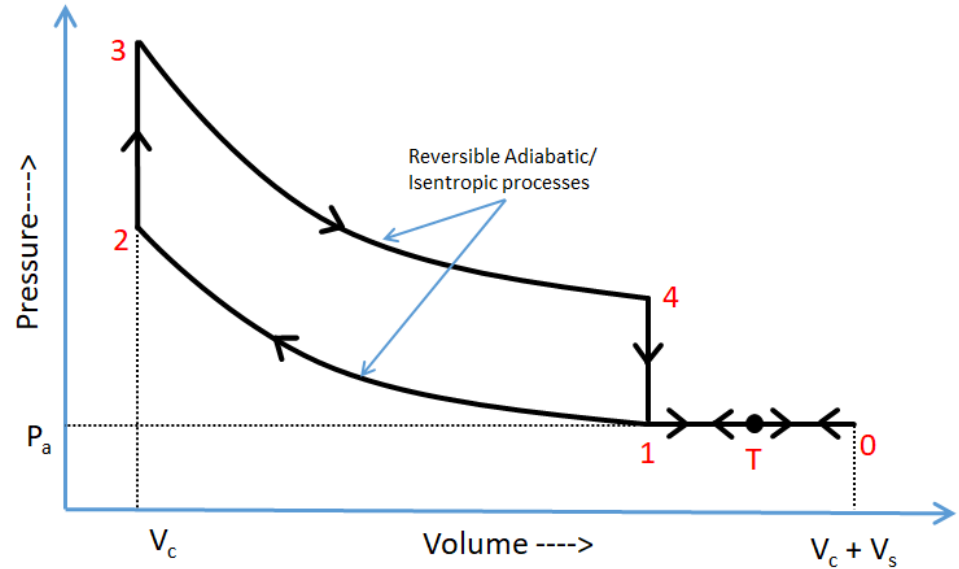 3
Reversible Adiabatic/
Isentropic processes
2
Pressure---->
4
Pa
1
T
0
Vc
Volume ---->
Vc + Vs